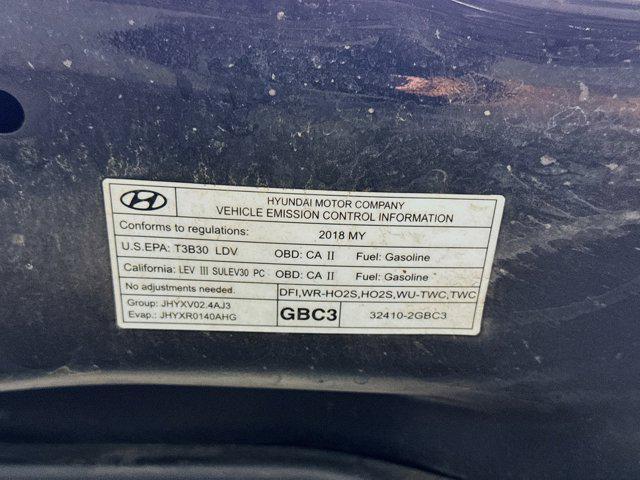 HYUNDAI MOTOR COMPANY
VEHICLE EMISSION CONTROL INFORMATION
Conforms to regulations: 2018 MY
U.S.EPA: T3B30 LDV OBD: CA II Fuel: Gasoline
California: LEV III SULEV30 PC OBD: CA II Fuel: Gasoline
No adjustments needed. DFI,WR-HO2S,HO2S,WU-TWC,TWC
Group: JHYXV02.4AJ3
Evap.: JHYXR0140AHG GBC3 32410-2GBC3